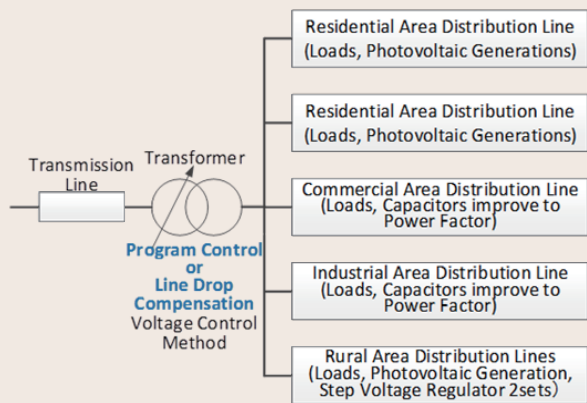 Residential Area Distribution Line
(Loads, Photovoltaic Generations)
Residential Area Distribution Line
(Loads, Photovoltaic Generations)
Transmission
Line
Transformer
Program Control
or
Line Drop
Compensation
Voltage Control
Method
Commercial Area Distribution Line
(Loads, Capacitors improve to
Power Factor)
Industrial Area Distribution Line
(Loads, Capacitors improve to
Power Factor)
Rural Area Distribution Lines
(Loads, Photovoltaic Generation,
Step Voltage Regulator 2sets)